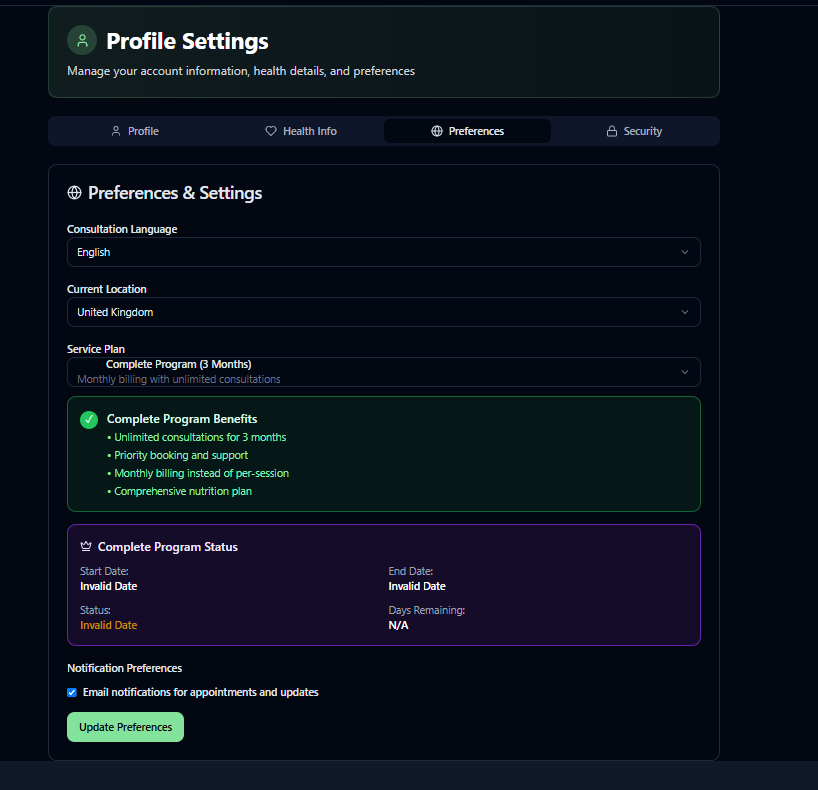 Profile Settings
Manage your account information, health details, and preferences
Profile
Health Info
Preferences
Security
Preferences & Settings
Consultation Language
English
Current Location
United Kingdom
Service Plan
Complete Program (3 Months)
Monthly billing with unlimited consultations
Complete Program Benefits
• Unlimited consultations for 3 months
• Priority booking and support
• Monthly billing instead of per-session
• Comprehensive nutrition plan
Complete Program Status
Start Date:
Invalid Date
End Date:
Invalid Date
Status:
Invalid Date
Days Remaining:
N/A
Notification Preferences
Email notifications for appointments and updates
Update Preferences